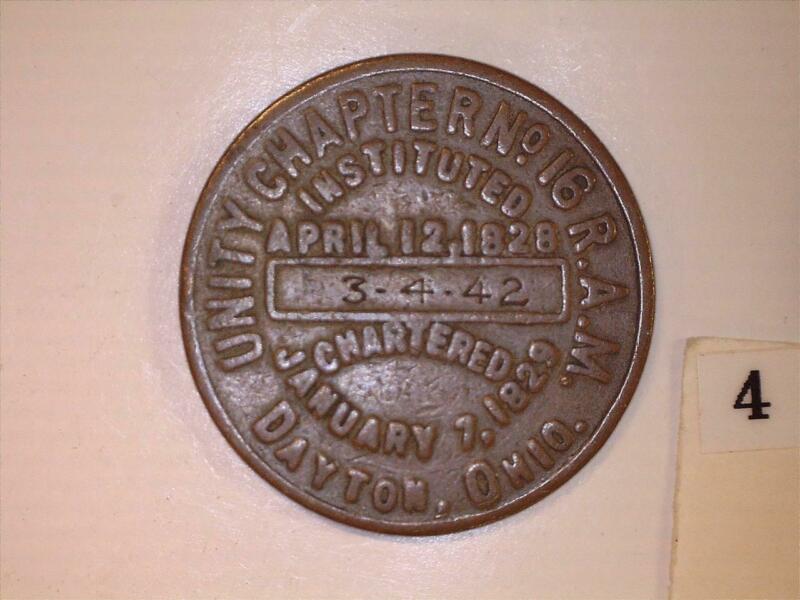 UNITY CHAPTER No. 16 R.A.M.
INSTITUTED
APRIL 12, 1828
3-4-42
CHARTERED
JANUARY 7, 1829
DAYTON, OHIO.
4